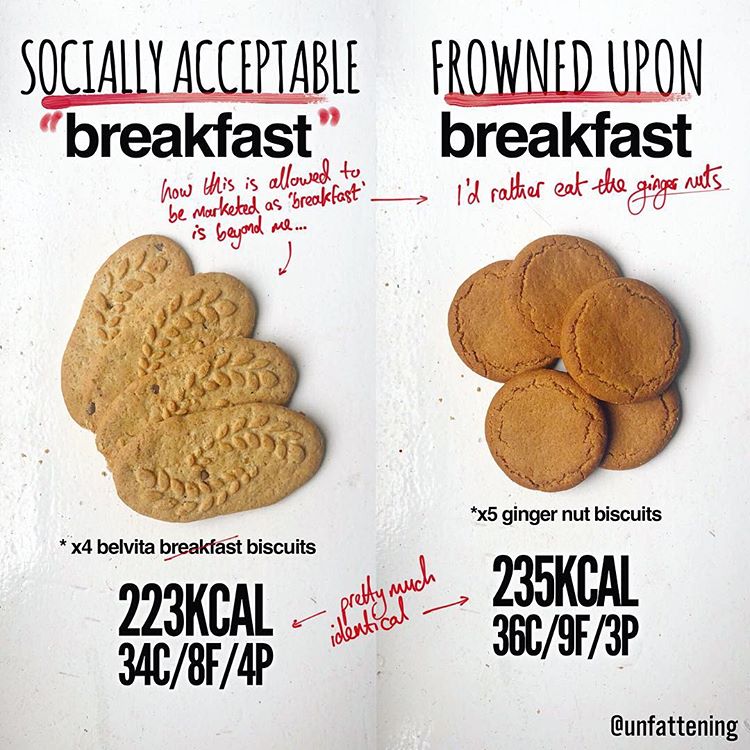 SOCIALLY ACCEPTABLE
"breakfast"
how this is allowed to
be marketed as 'breakfast'
is beyond me...
* x4 belvita breakfast biscuits
223KCAL
34C/8F/4P
FROWNED UPON
breakfast
I'd rather eat the ginger nuts
*x5 ginger nut biscuits
235KCAL
36C/9F/3P
pretty much
identical
@unfattening